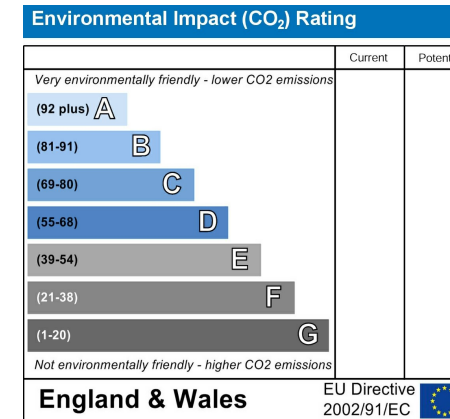 Environmental Impact (CO₂) Rating
Current Potent
Very environmentally friendly - lower CO2 emissions
(92 plus) A
(81-91) B
(69-80) C
(55-68) D
(39-54) E
(21-38) F
(1-20) G
Not environmentally friendly - higher CO2 emissions
England & Wales
EU Directive
2002/91/EC